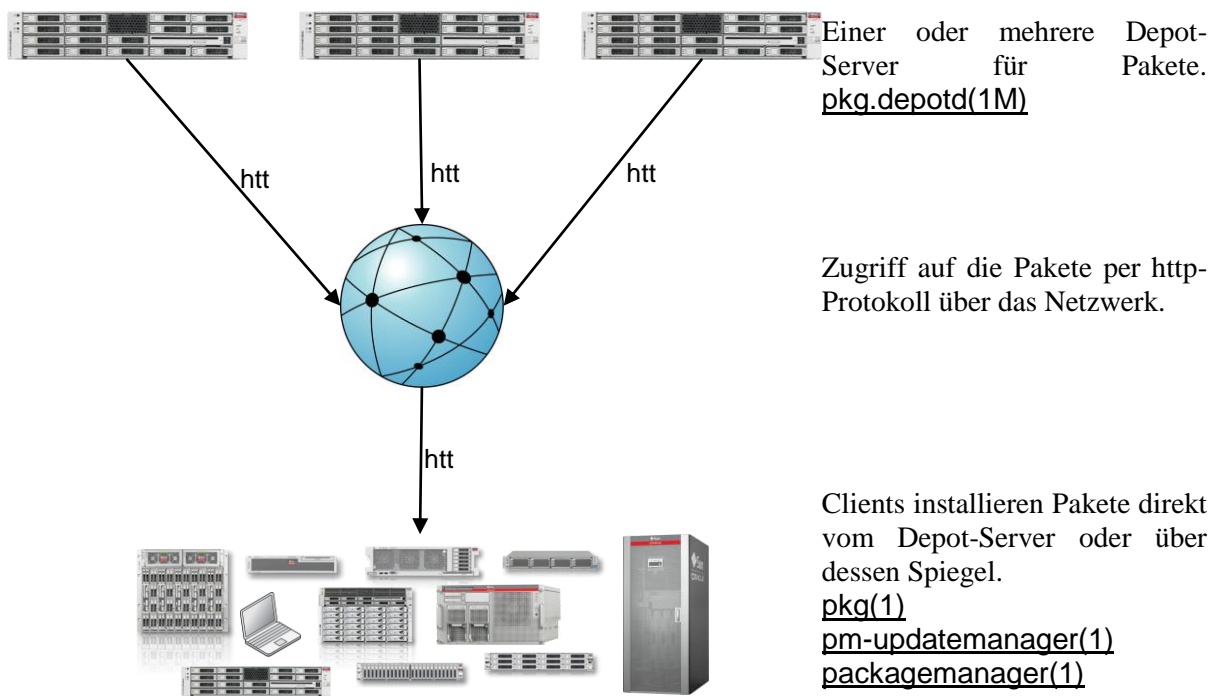 Einer oder mehrere Depot-
Server für Pakete.
pkg.depotd(1M)
htt
htt
htt
Zugriff auf die Pakete per http-
Protokoll über das Netzwerk.
htt
Clients installieren Pakete direkt
vom Depot-Server oder über
dessen Spiegel.
pkg(1)
pm-updatemanager(1)
packagemanager(1)